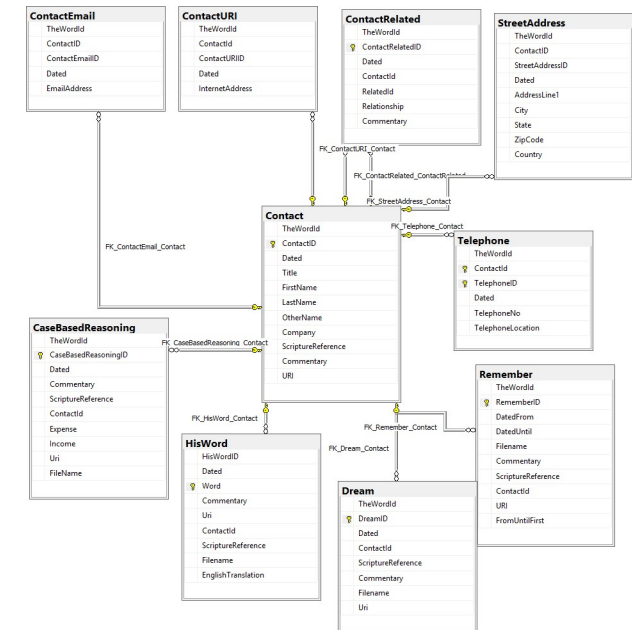 ContactEmail
TheWordId
ContactID
ContactEmailID
Dated
EmailAddress
ContactURI
TheWordId
ContactId
ContactURIID
Dated
InternetAddress
ContactRelated
TheWordId
ContactRelatedID
Dated
ContactId
RelatedId
Relationship
Commentary
StreetAddress
TheWordId
ContactID
StreetAddressID
Dated
AddressLine1
City
State
ZipCode
Country
FK_ContactURI_Contact
FK_ContactRelated_ContactRelated
FK_StreetAddress_Contact
FK_Telephone_Contact
FK_ContactEmail_Contact
Contact
TheWordId
ContactID
Dated
Title
FirstName
LastName
OtherName
Company
ScriptureReference
Commentary
URI
Telephone
TheWordId
ContactId
TelephoneID
Dated
TelephoneNo
TelephoneLocation
CaseBasedReasoning
TheWordId
CaseBasedReasoningID
Dated
Commentary
ScriptureReference
ContactId
Expense
Income
Uri
FileName
FK_CaseBasedReasoning_Contact
Remember
TheWordId
RememberID
DatedFrom
DatedUntil
Filename
Commentary
ScriptureReference
ContactId
URI
FromUntilFirst
FK_HisWord_Contact
FK_Remember_Contact
FK_Dream_Contact
HisWord
HisWordID
Dated
Word
Commentary
Uri
ContactId
ScriptureReference
Filename
EnglishTranslation
Dream
TheWordId
DreamID
Dated
ContactId
ScriptureReference
Commentary
Filename
Uri